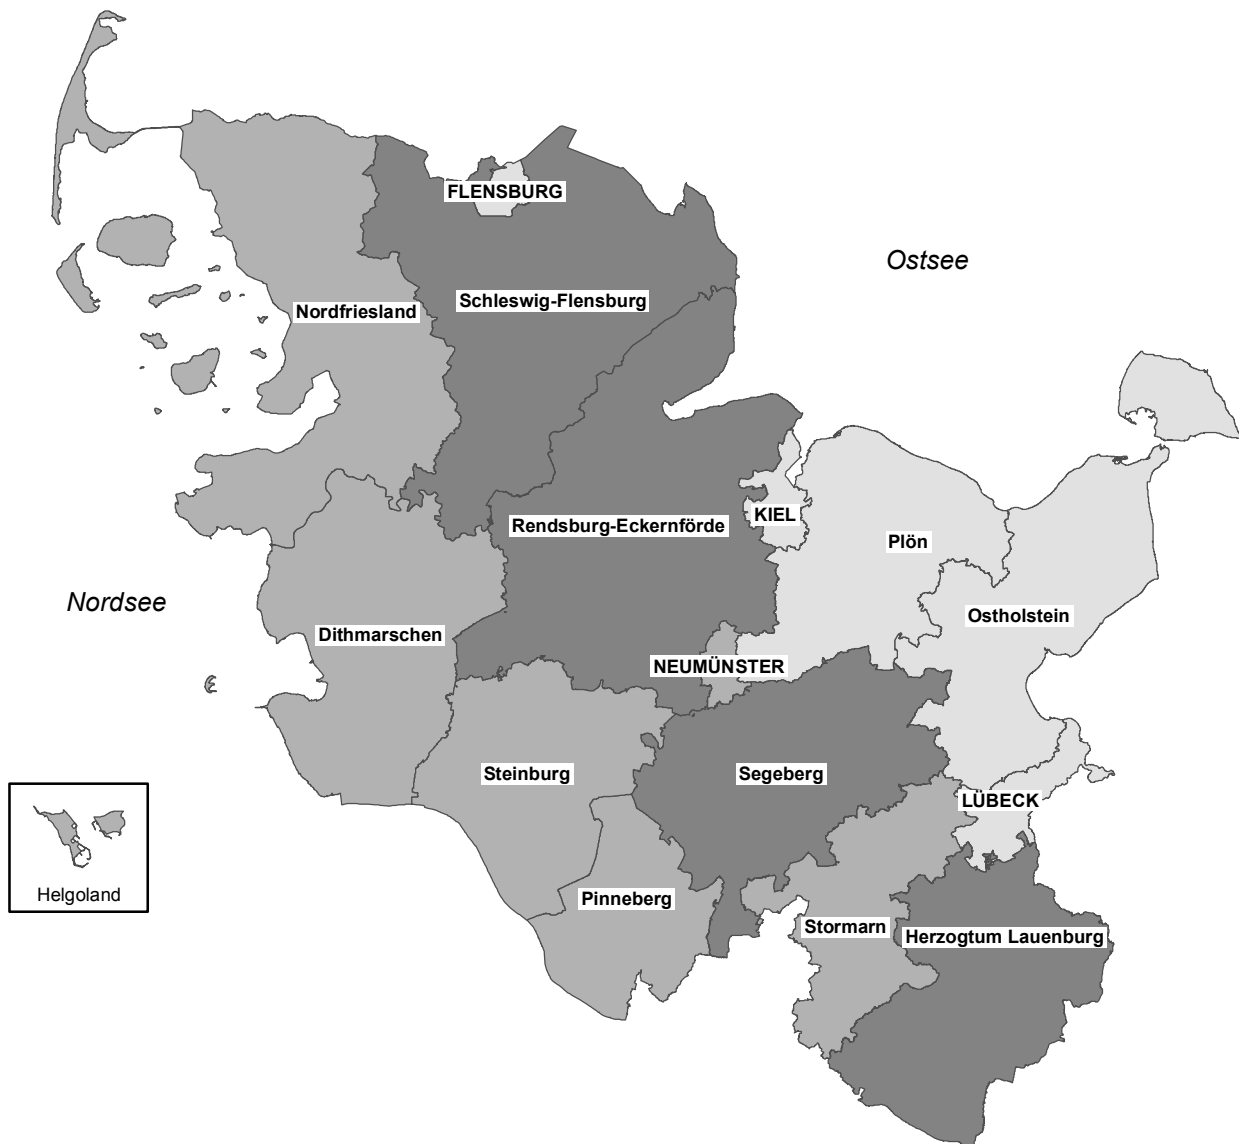 FLENSBURG
Ostsee
Schleswig-Flensburg
Nordfriesland
KIEL
Rendsburg-Eckernförde
Plön
Nordsee
Ostholstein
Dithmarschen
NEUMÜNSTER
Steinburg
Segeberg
LÜBECK
Helgoland
Pinneberg
Stormarn
Herzogtum Lauenburg